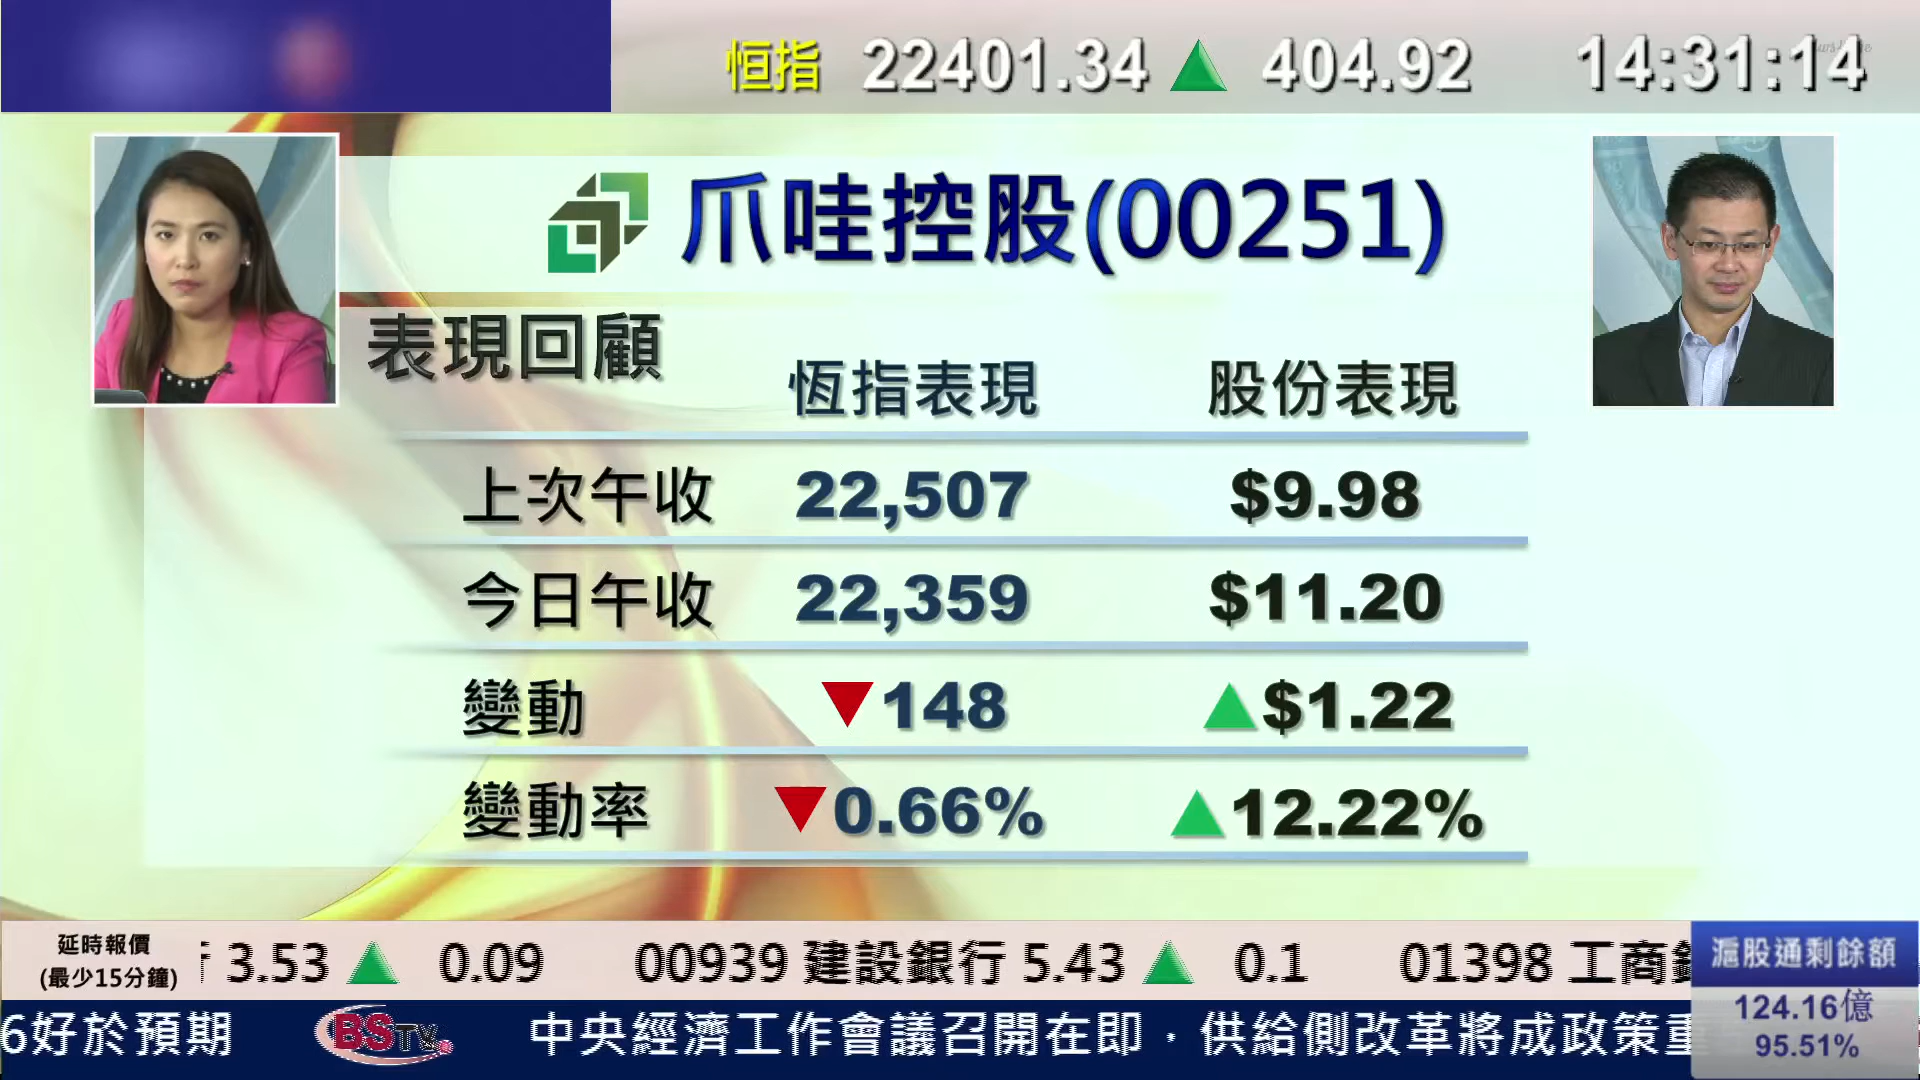 恒指 22401.34 ▲ 404.92 14:31:14
爪哇控股(00251)
表現回顧
恆指表現 股份表現
上次午收 22,507 $9.98
今日午收 22,359 $11.20
變動 ▼148 ▲$1.22
變動率 ▼0.66% ▲12.22%
延時報價
(最少15分鐘)
3.53 ▲ 0.09 00939 建設銀行 5.43 ▲ 0.1 01398 工商
滬股通剩餘額
124.16億
95.51%
6好於預期 BSTV 中央經濟工作會議召開在即，供給側改革將成政策重